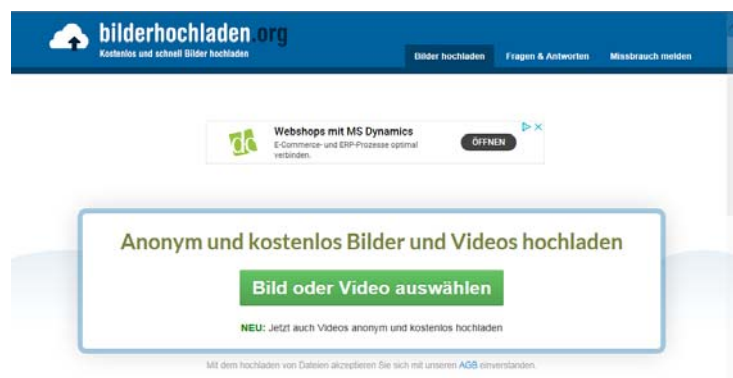 bilderhochladen.org
Kostenlos und schnell Bilder hochladen
Bilder hochladen Fragen & Antworten Missbrauch melden
Webshops mit MS Dynamics
E-Commerce- und ERP-Prozesse optimal
verbinden.
ÖFFNEN
dc
Anonym und kostenlos Bilder und Videos hochladen
Bild oder Video auswählen
NEU: Jetzt auch Videos anonym und kostenlos hochladen
Mit dem hochladen von Dateien akzeptieren Sie sich mit unseren AGB einverstanden.